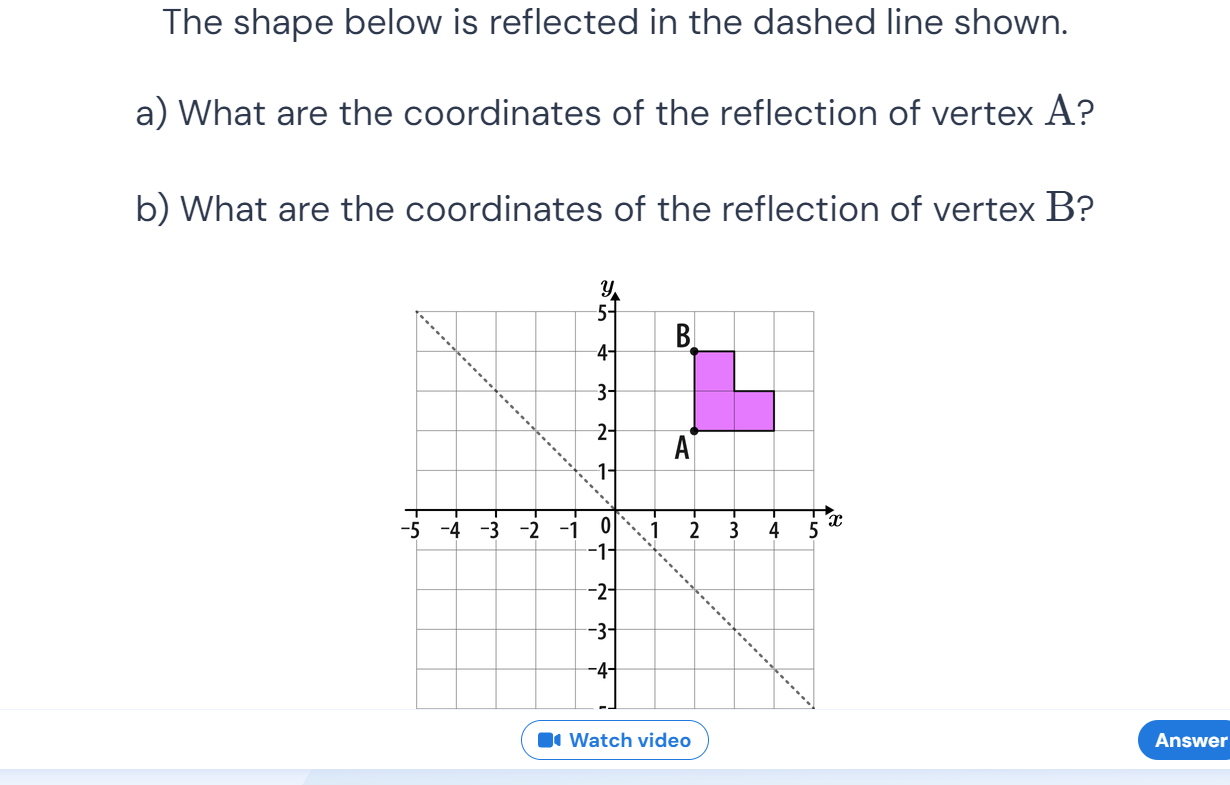 The shape below is reflected in the dashed line shown.
a) What are the coordinates of the reflection of vertex A?
b) What are the coordinates of the reflection of vertex B?
y
5
B
4
3
2
A
1
-5 -4 -3 -2 -1 0 1 2 3 4 5 x
-1
-2
-3
-4
Watch video
Answer